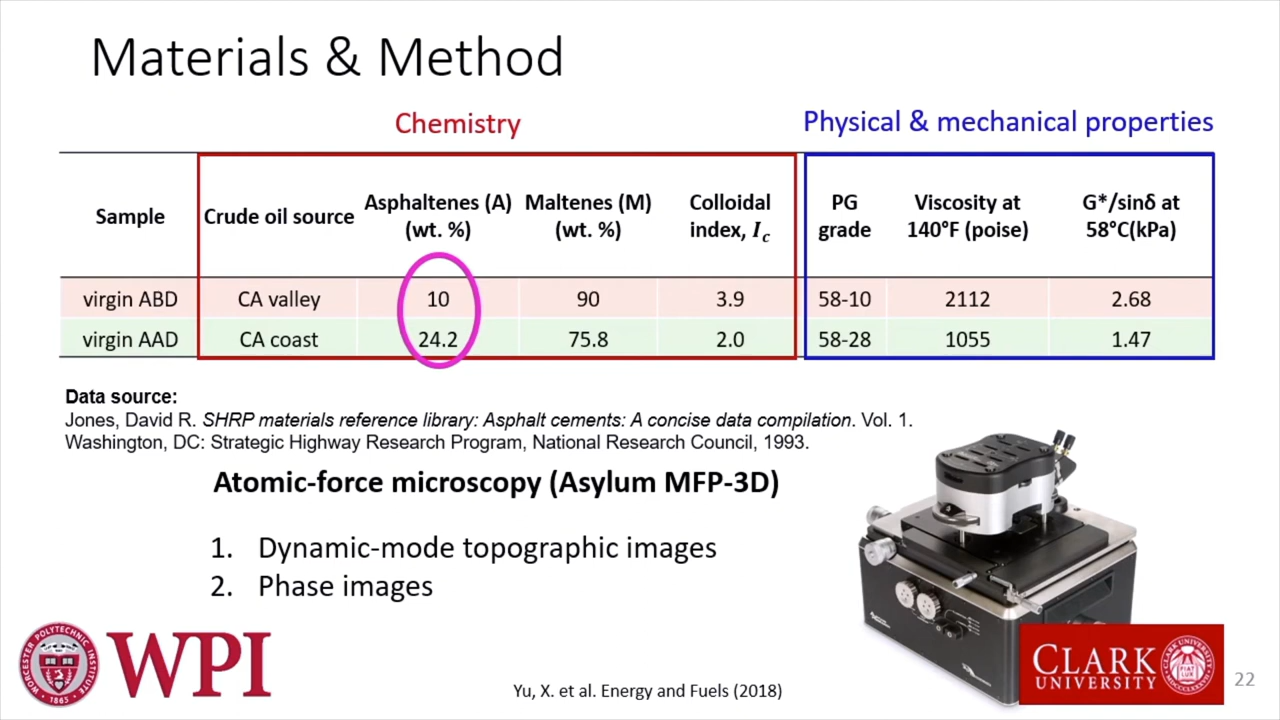 Materials & Method
Chemistry
Physical & mechanical properties
Sample
Crude oil source
Asphaltenes (A)
(wt. %)
Maltenes (M)
(wt. %)
Colloidal
index, I_c
PG
grade
Viscosity at
140°F (poise)
G*/sinδ at
58°C(kPa)
virgin ABD CA valley 10 90 3.9 58-10 2112 2.68
virgin AAD CA coast 24.2 75.8 2.0 58-28 1055 1.47
Data source:
Jones, David R. SHRP materials reference library: Asphalt cements: A concise data compilation. Vol. 1.
Washington, DC: Strategic Highway Research Program, National Research Council, 1993.
Atomic-force microscopy (Asylum MFP-3D)
1. Dynamic-mode topographic images
2. Phase images
WORCESTER POLYTECHNIC INSTITUTE
1865
WPI
Yu, X. et al. Energy and Fuels (2018)
CLARK
UNIVERSITY
22